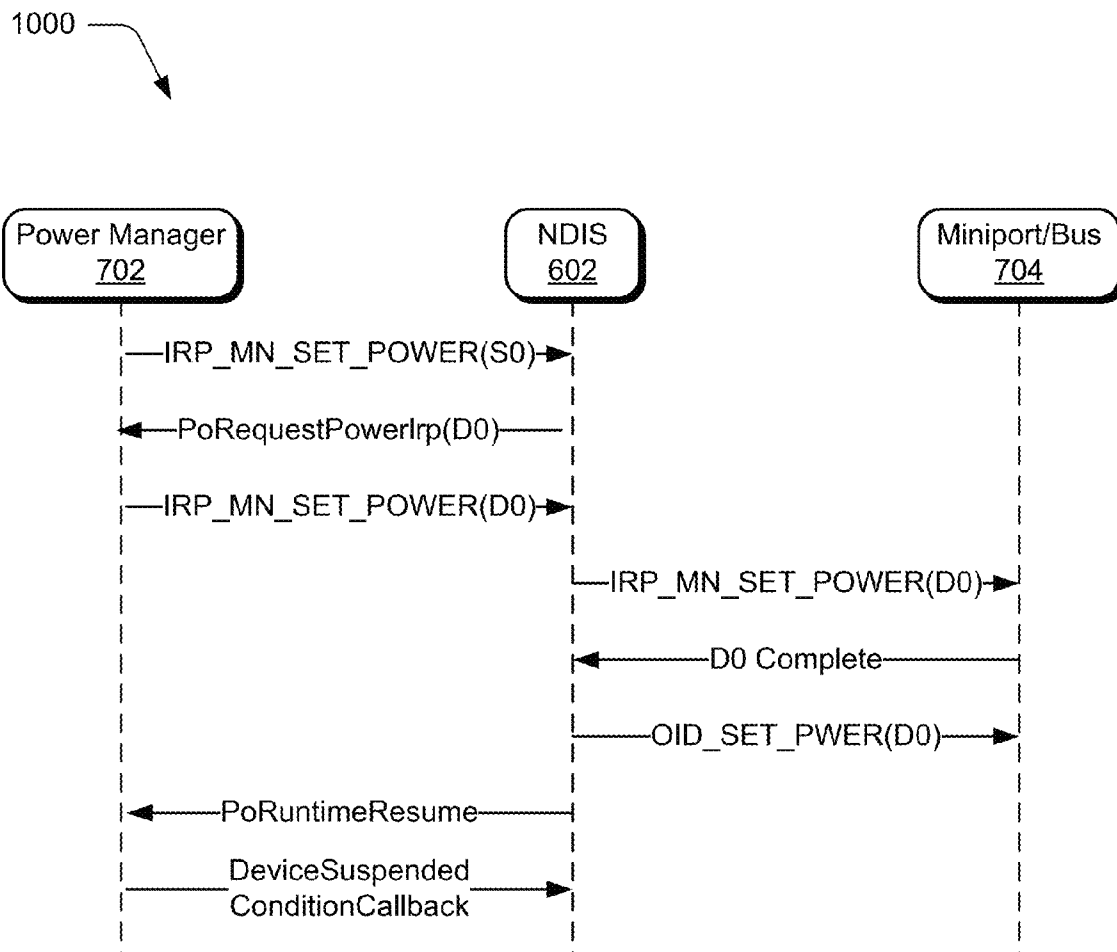 1000
Power Manager
702
NDIS
602
Miniport/Bus
704
IRP_MN_SET_POWER(S0)
PoRequestPowerIrp(D0)
IRP_MN_SET_POWER(D0)
IRP_MN_SET_POWER(D0)
D0 Complete
OID_SET_PWER(D0)
PoRuntimeResume
DeviceSuspended
ConditionCallback